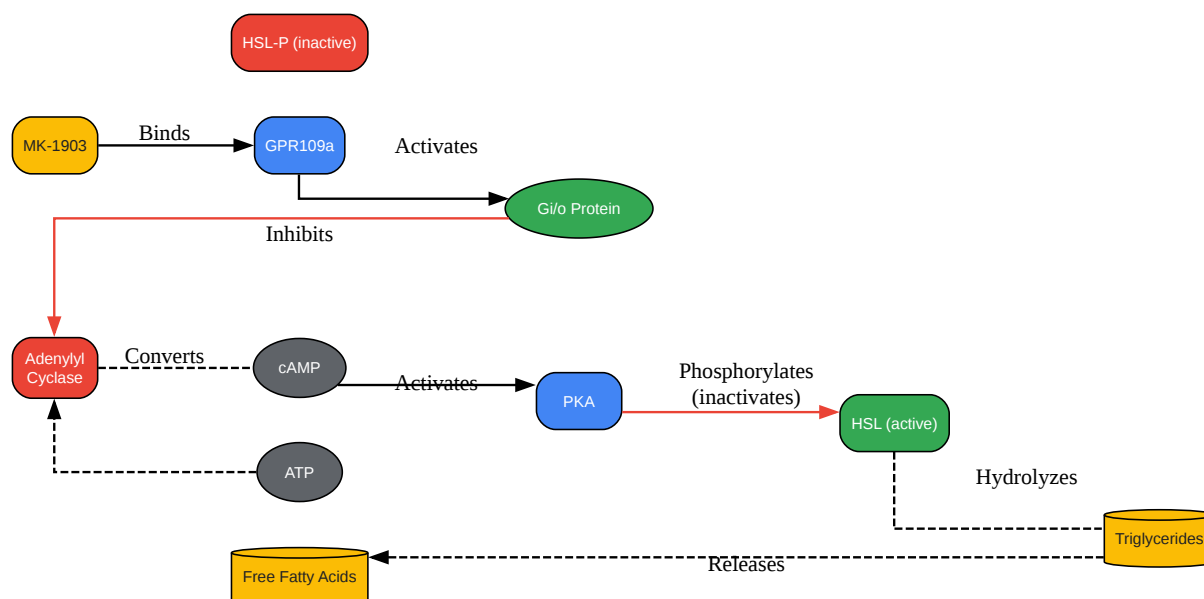 HSL-P (inactive)
MK-1903
Binds
GPR109a
Activates
Gi/o Protein
Inhibits
Adenylyl
Cyclase
Converts
cAMP
Activates
PKA
Phosphorylates
(inactivates)
HSL (active)
ATP
Hydrolyzes
Triglycerides
Releases
Free Fatty Acids